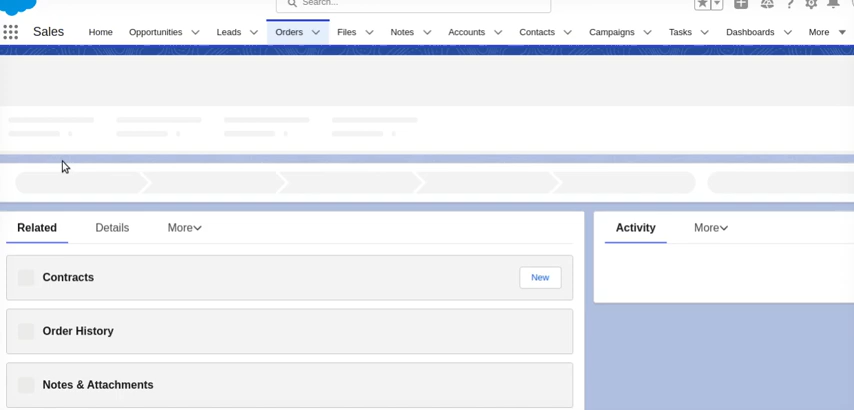 Search...
Sales Home Opportunities Leads Orders Files Notes Accounts Contacts Campaigns Tasks Dashboards More
Related Details More
Activity More
Contracts New
Order History
Notes & Attachments